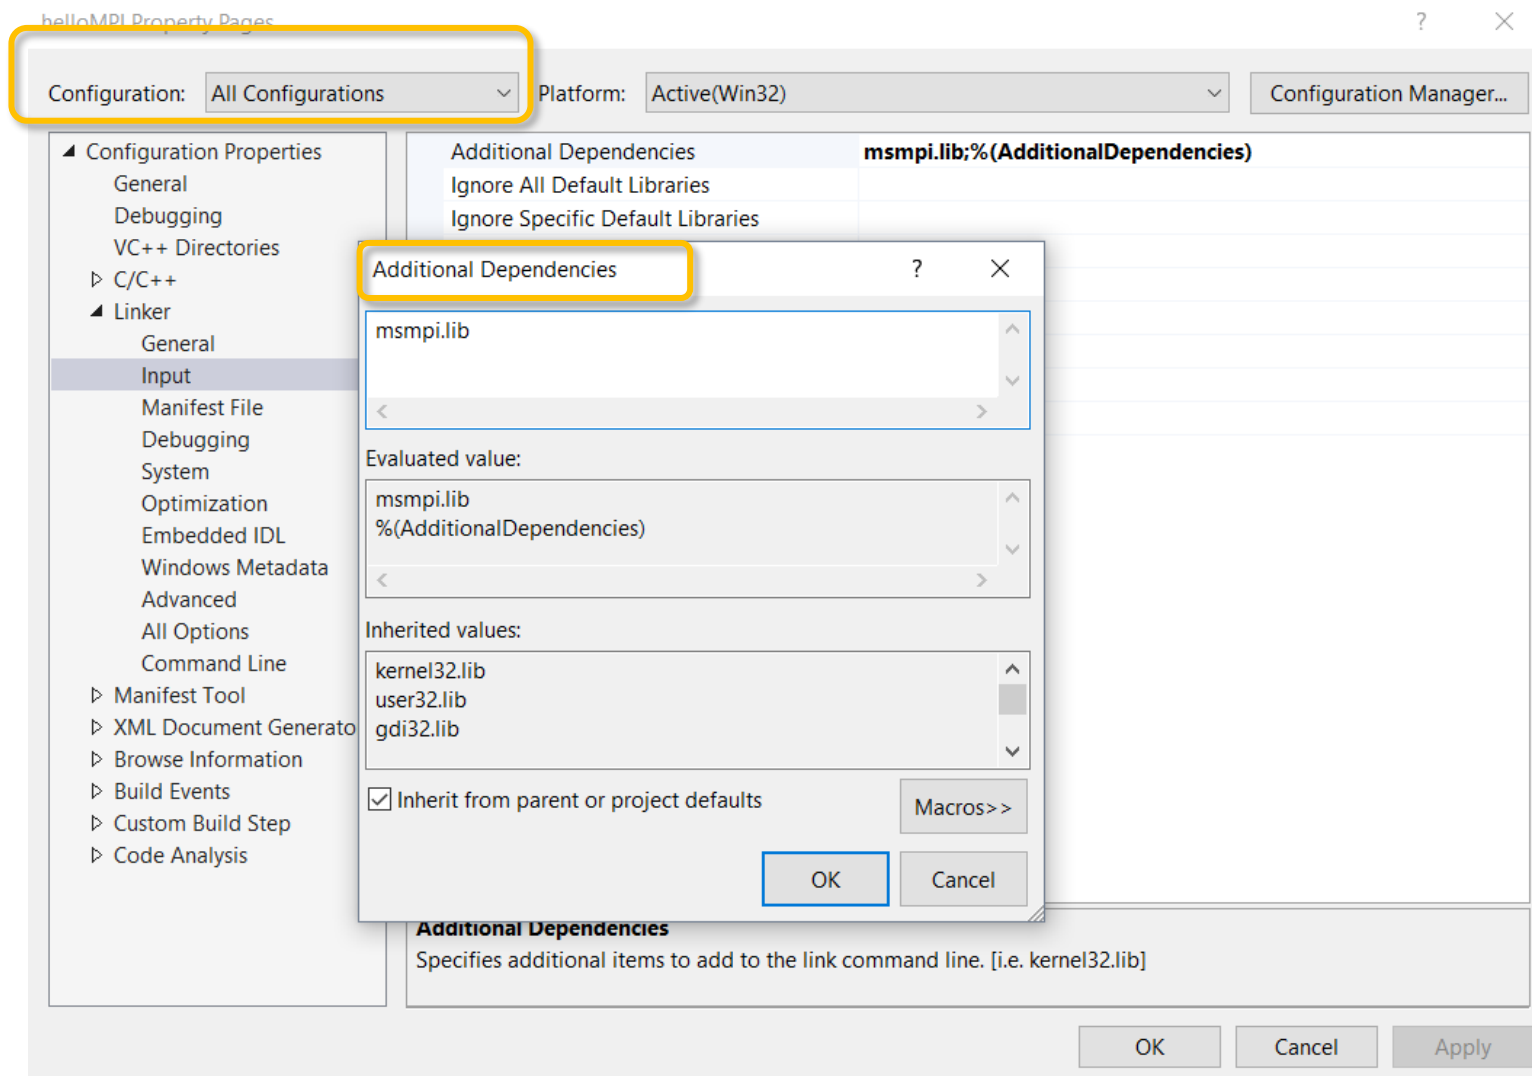 helloMPI Property Pages
?
Configuration: All Configurations Platform: Active(Win32) Configuration Manager...
Configuration Properties
General
Debugging
VC++ Directories
C/C++
Linker
General
Input
Manifest File
Debugging
System
Optimization
Embedded IDL
Windows Metadata
Advanced
All Options
Command Line
Manifest Tool
XML Document Generato
Browse Information
Build Events
Custom Build Step
Code Analysis
Additional Dependencies msmpi.lib;%(AdditionalDependencies)
Ignore All Default Libraries
Ignore Specific Default Libraries
Additional Dependencies ?
msmpi.lib
Evaluated value:
msmpi.lib
%(AdditionalDependencies)
Inherited values:
kernel32.lib
user32.lib
gdi32.lib
Inherit from parent or project defaults
Macros>>
OK Cancel
Additional Dependencies
Specifies additional items to add to the link command line. [i.e. kernel32.lib]
OK Cancel Apply